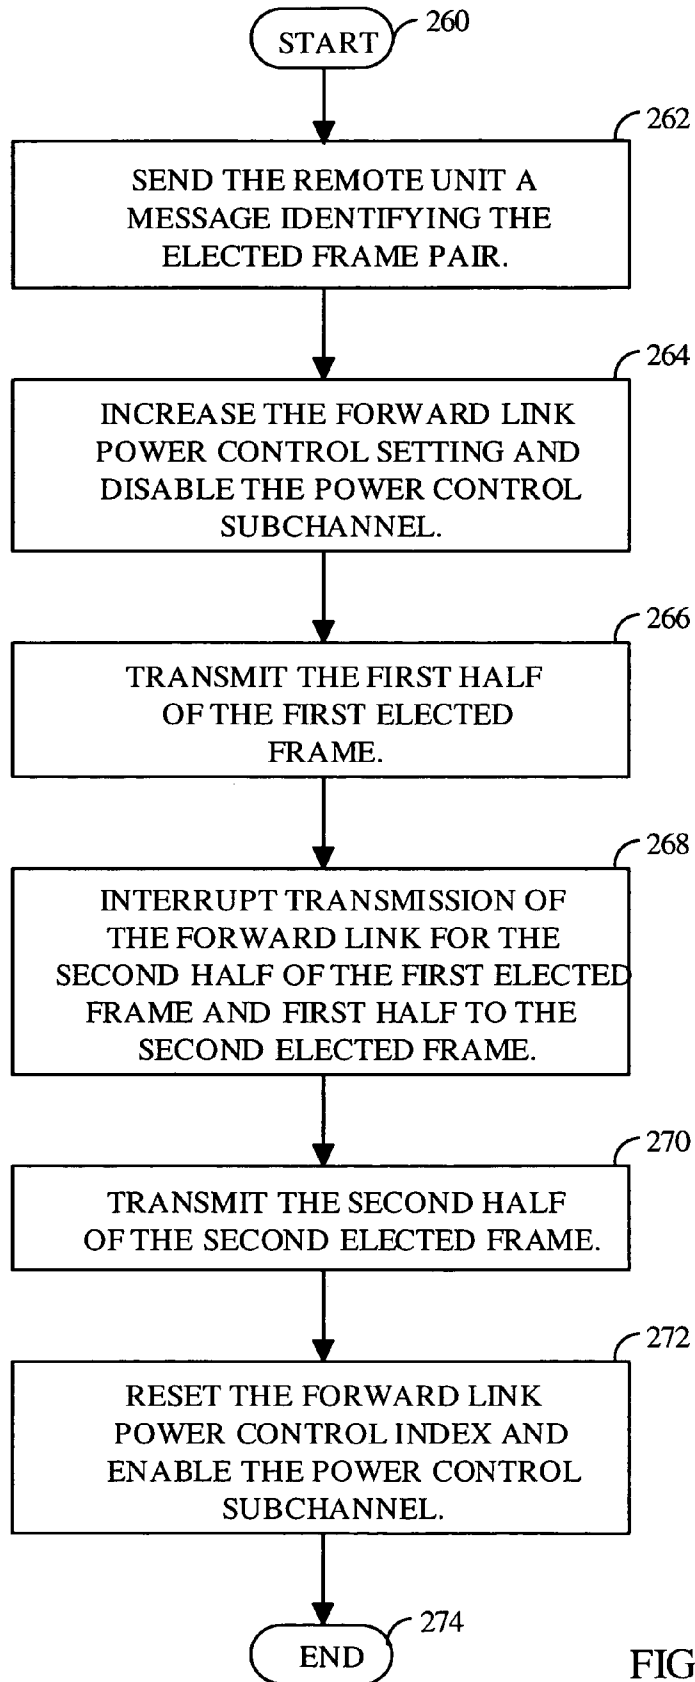 START
260
262
SEND THE REMOTE UNIT A
MESSAGE IDENTIFYING THE
ELECTED FRAME PAIR.
264
INCREASE THE FORWARD LINK
POWER CONTROL SETTING AND
DISABLE THE POWER CONTROL
SUBCHANNEL.
266
TRANSMIT THE FIRST HALF
OF THE FIRST ELECTED
FRAME.
268
INTERRUPT TRANSMISSION OF
THE FORWARD LINK FOR THE
SECOND HALF OF THE FIRST ELECTED
FRAME AND FIRST HALF TO THE
SECOND ELECTED FRAME.
270
TRANSMIT THE SECOND HALF
OF THE SECOND ELECTED FRAME.
272
RESET THE FORWARD LINK
POWER CONTROL INDEX AND
ENABLE THE POWER CONTROL
SUBCHANNEL.
274
END
FIG